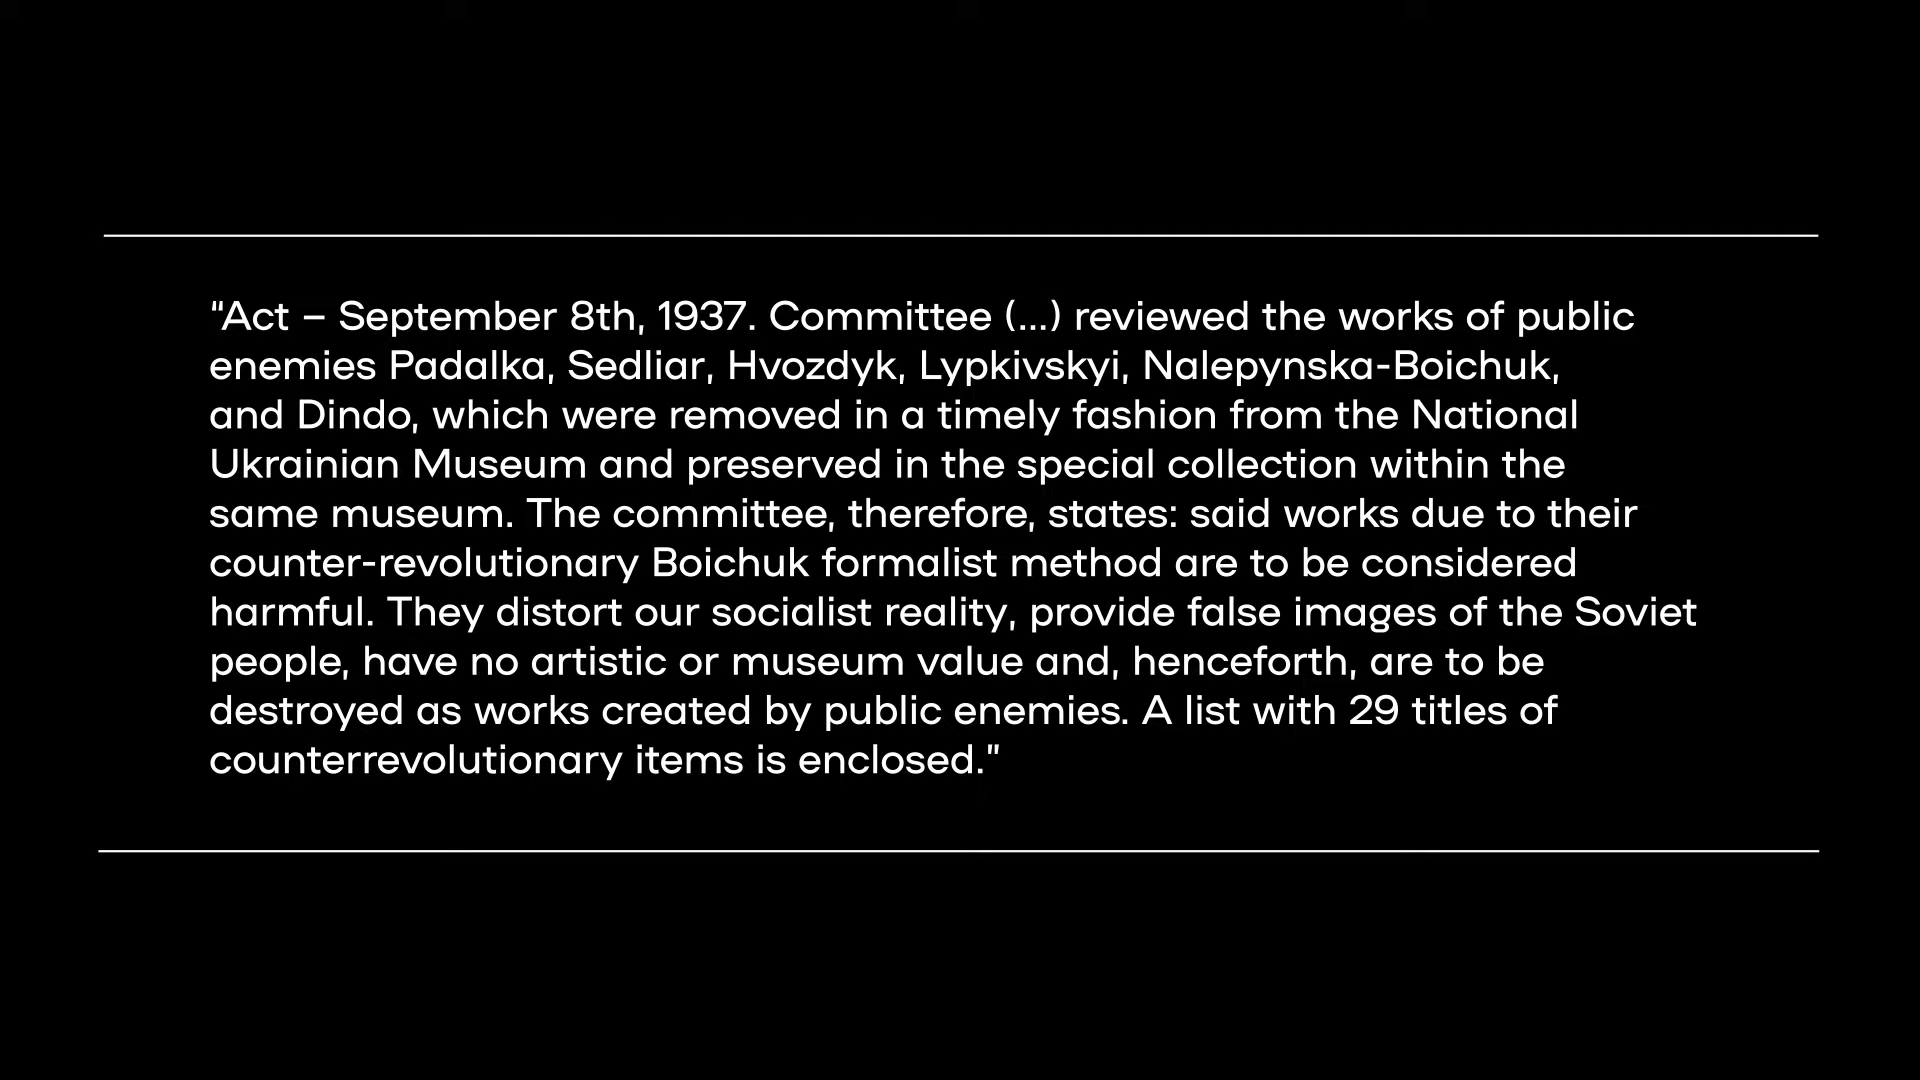 “Act – September 8th, 1937. Committee (...) reviewed the works of public
enemies Padalka, Sedliar, Hvozdyk, Lypkivskyi, Nalepynska-Boichuk,
and Dindo, which were removed in a timely fashion from the National
Ukrainian Museum and preserved in the special collection within the
same museum. The committee, therefore, states: said works due to their
counter-revolutionary Boichuk formalist method are to be considered
harmful. They distort our socialist reality, provide false images of the Soviet
people, have no artistic or museum value and, henceforth, are to be
destroyed as works created by public enemies. A list with 29 titles of
counterrevolutionary items is enclosed.”